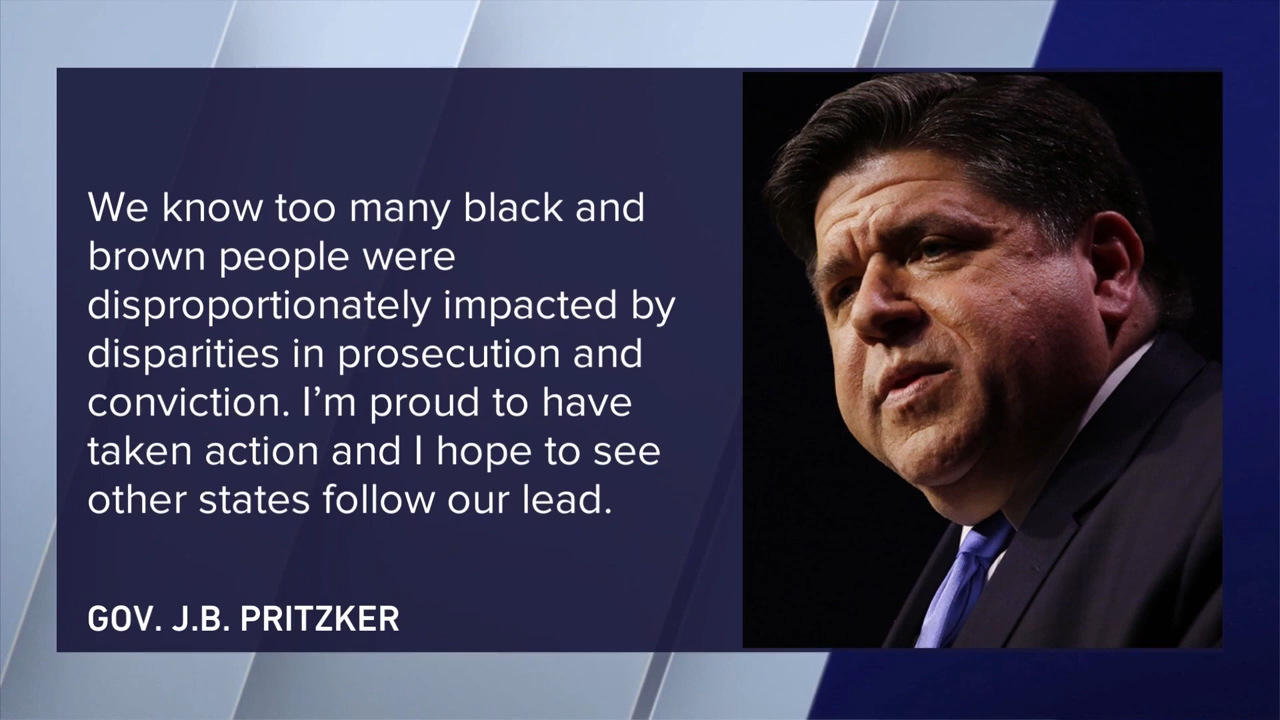 We know too many black and
brown people were
disproportionately impacted by
disparities in prosecution and
conviction. I’m proud to have
taken action and I hope to see
other states follow our lead.
GOV. J.B. PRITZKER